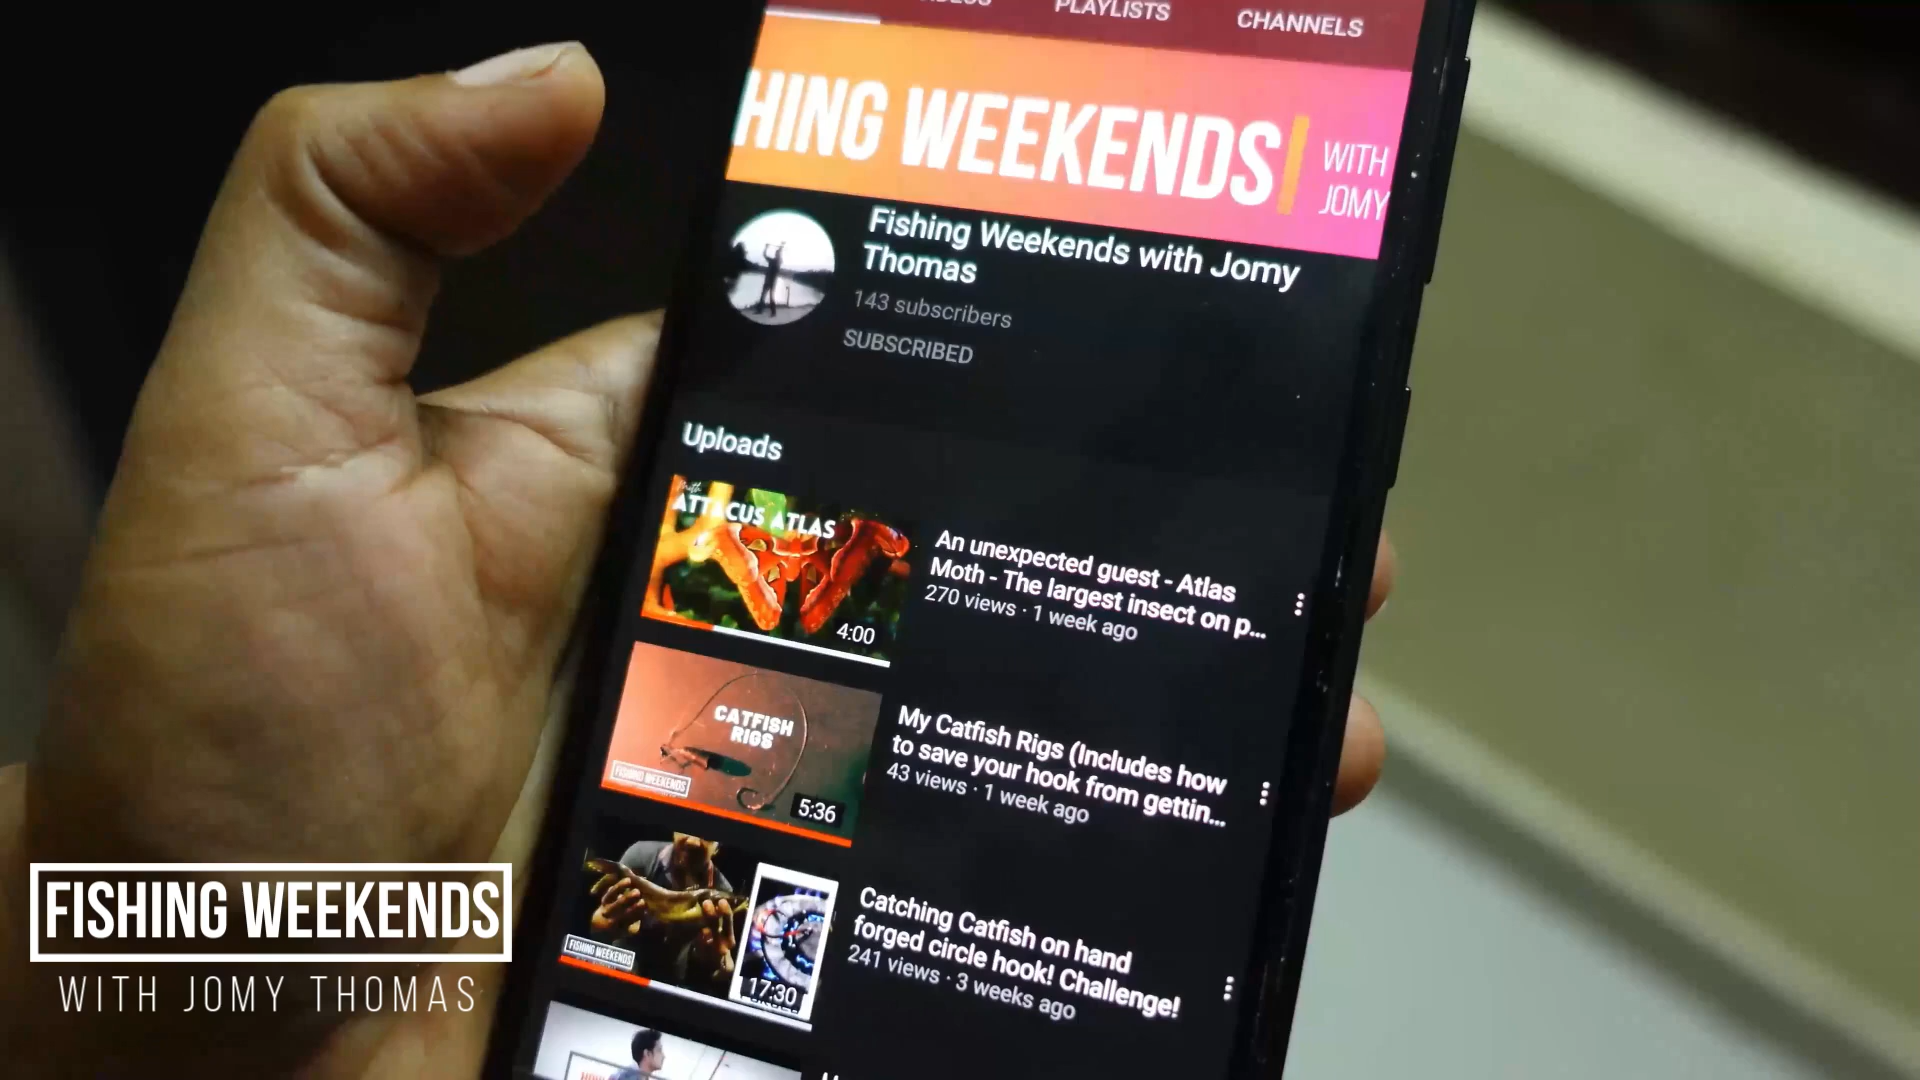 PLAYLISTS
CHANNELS
HING WEEKENDS
WITH
JOMY
Fishing Weekends with Jomy
Thomas
143 subscribers
SUBSCRIBED
Uploads
ATTACUS ATLAS
4:00
An unexpected guest - Atlas
Moth - The largest insect on p...
270 views · 1 week ago
CATFISH
RIGS
FISHING WEEKENDS
5:36
My Catfish Rigs (Includes how
to save your hook from gettin...
43 views · 1 week ago
FISHING WEEKENDS
17:30
Catching Catfish on hand
forged circle hook! Challenge!
241 views · 3 weeks ago
FISHING WEEKENDS
WITH JOMY THOMAS